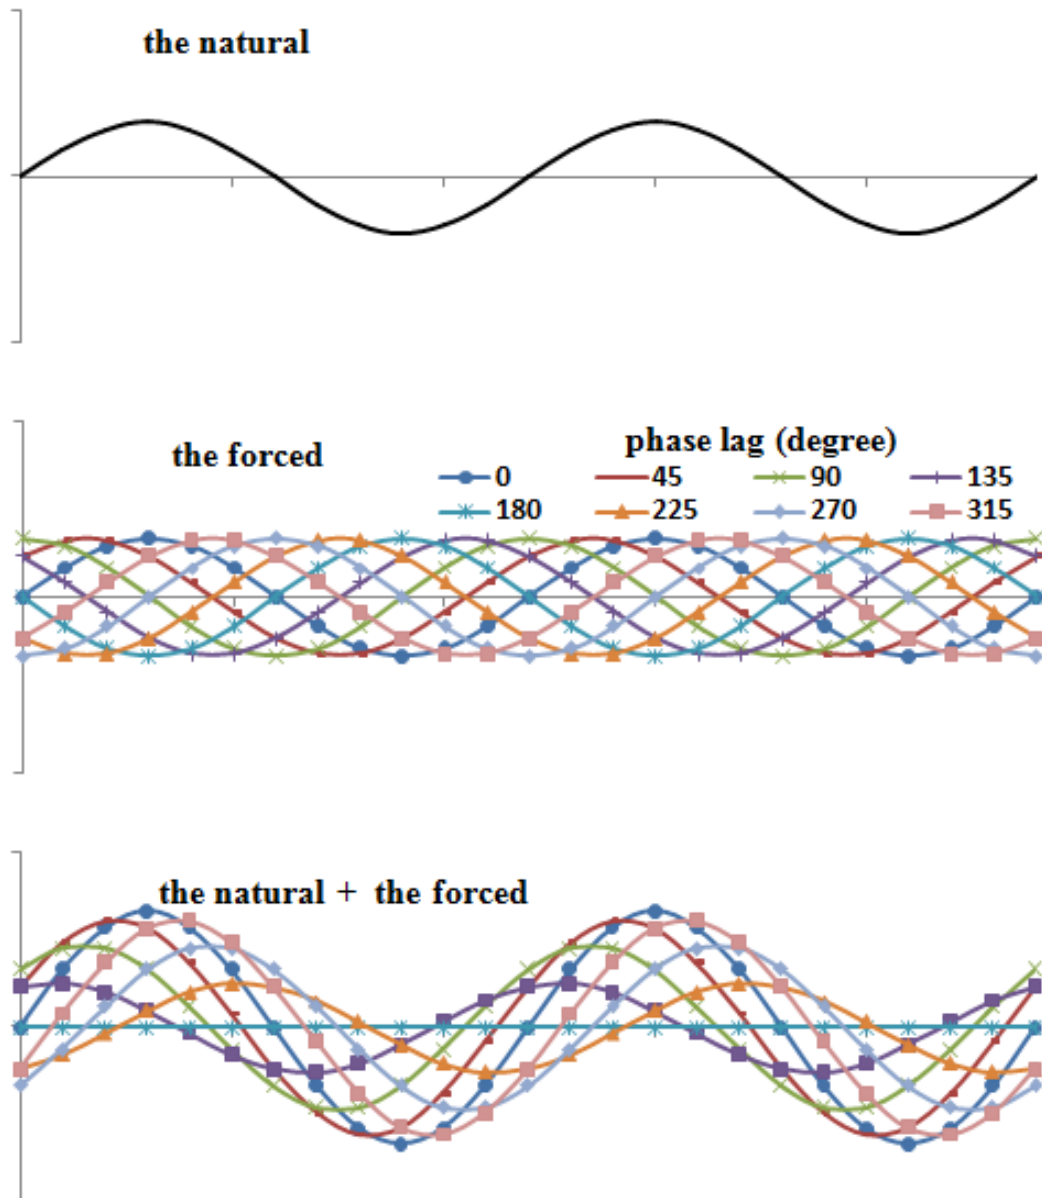 the natural
the forced
phase lag (degree)
0 45 90 135
180 225 270 315
the natural + the forced